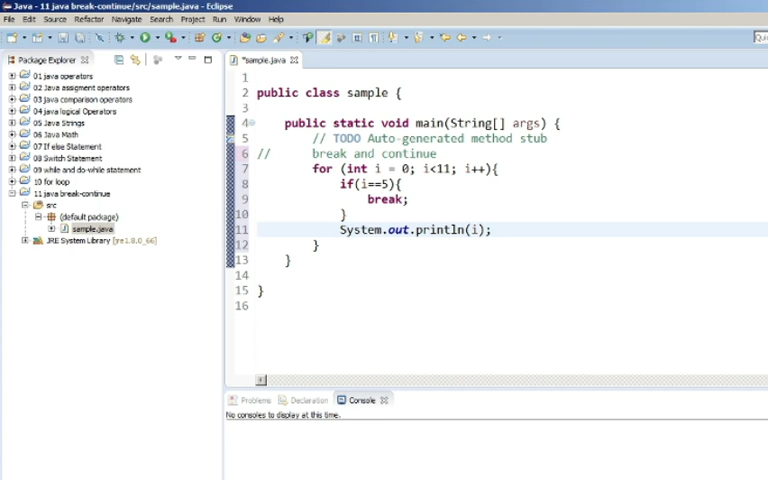 Java - 11 java break-continue/src/sample.java - Eclipse
File Edit Source Refactor Navigate Search Project Run Window Help
Package Explorer
*sample.java
01 java operators
02 Java assigment operators
03 java comparison operators
04 java logical Operators
05 Java Strings
06 Java Math
07 If else Statement
08 Switch Statement
09 while and do-while statement
10 for loop
11 java break-continue
src
(default package)
sample.java
JRE System Library [jre1.8.0_66]
1
2 public class sample {
3
4 public static void main(String[] args) {
5 // TODO Auto-generated method stub
6 // break and continue
7 for (int i = 0; i<11; i++){
8 if(i==5){
9 break;
10 }
11 System.out.println(i);
12 }
13 }
14
15 }
16
Problems Declaration Console
No consoles to display at this time.